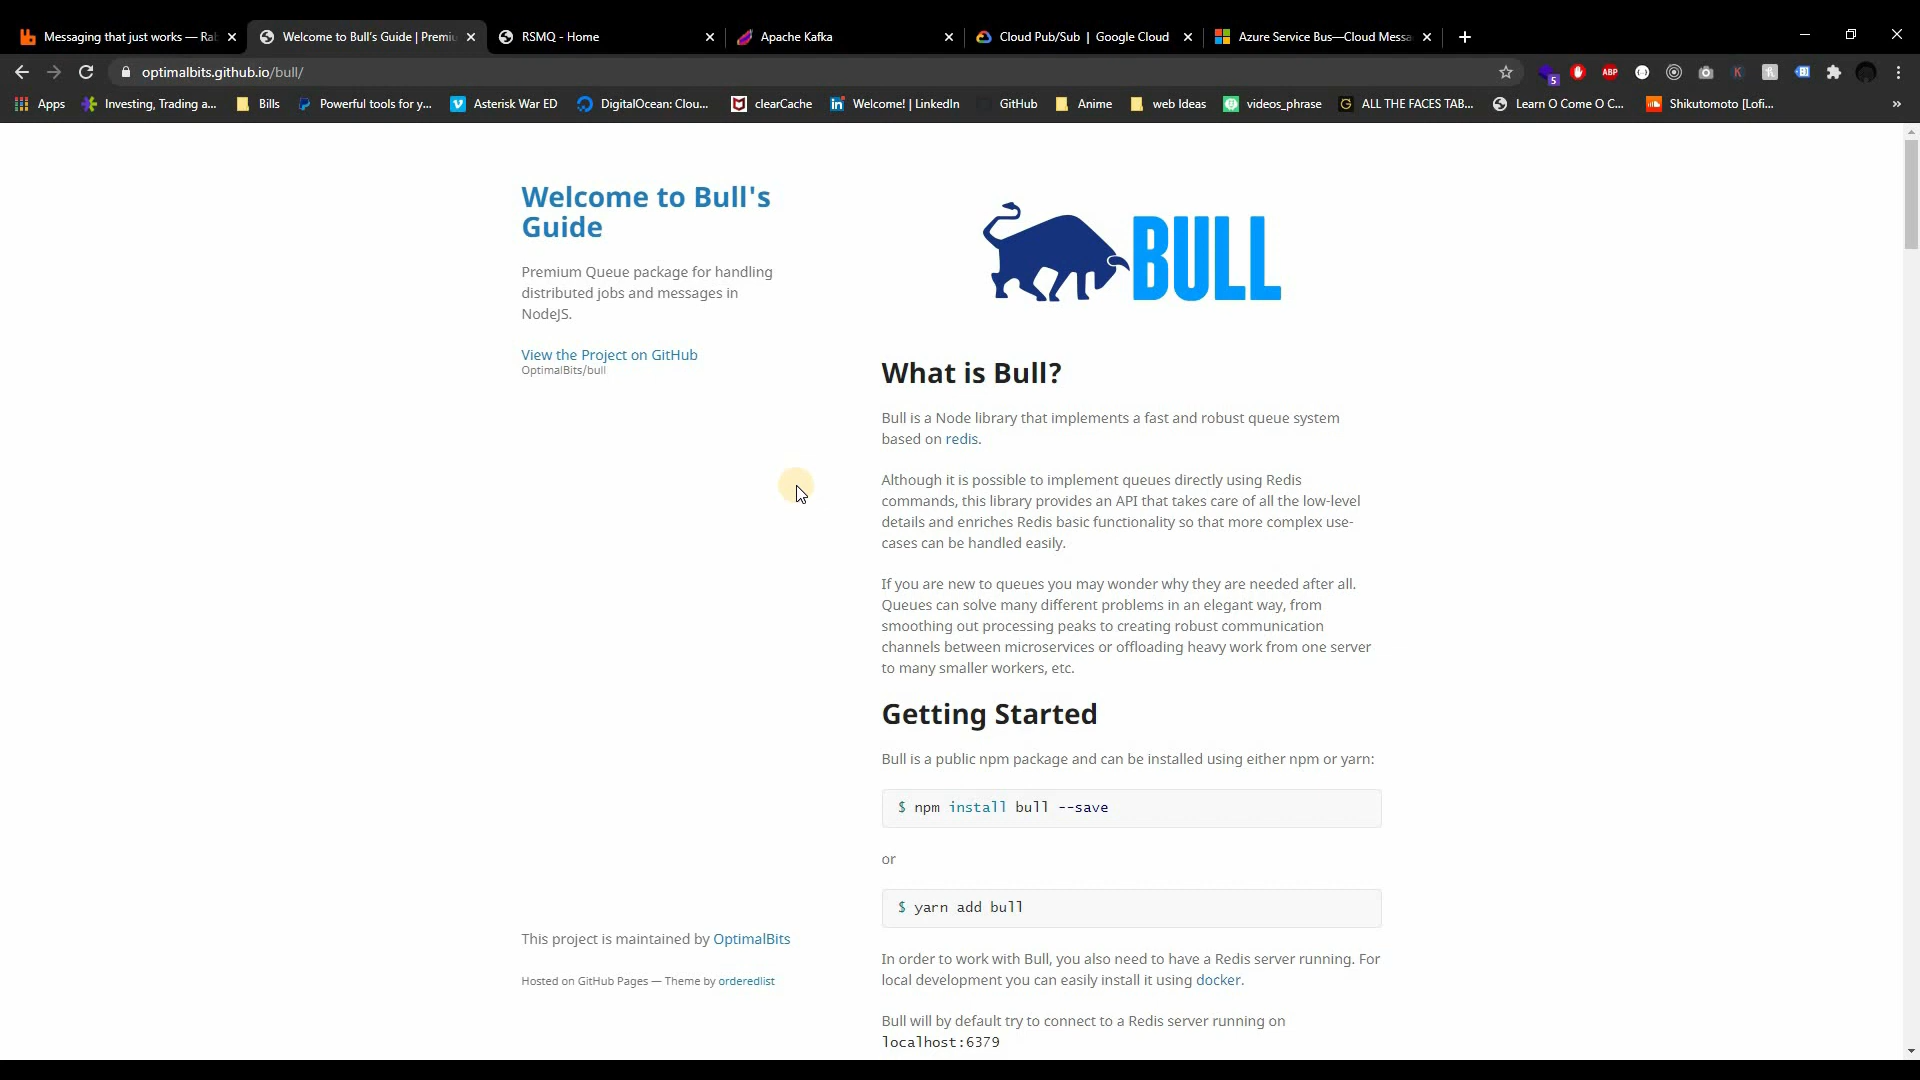 Messaging that just works — Ra
Welcome to Bull's Guide | Premiu
RSMQ - Home
Apache Kafka
Cloud Pub/Sub | Google Cloud
Azure Service Bus—Cloud Messa
optimalbits.github.io/bull/
5
ABP
Apps
Investing, Trading a...
Bills
Powerful tools for y...
Asterisk War ED
DigitalOcean: Clou...
clearCache
Welcome! | LinkedIn
GitHub
Anime
web Ideas
videos_phrase
ALL THE FACES TAB...
Learn O Come O C...
Shikutomoto [Lofi...
»
Welcome to Bull's
Guide
Premium Queue package for handling
distributed jobs and messages in
NodeJS.
View the Project on GitHub
OptimalBits/bull
This project is maintained by OptimalBits
Hosted on GitHub Pages — Theme by orderedlist
BULL
What is Bull?
Bull is a Node library that implements a fast and robust queue system
based on redis.
Although it is possible to implement queues directly using Redis
commands, this library provides an API that takes care of all the low-level
details and enriches Redis basic functionality so that more complex use-
cases can be handled easily.
If you are new to queues you may wonder why they are needed after all.
Queues can solve many different problems in an elegant way, from
smoothing out processing peaks to creating robust communication
channels between microservices or offloading heavy work from one server
to many smaller workers, etc.
Getting Started
Bull is a public npm package and can be installed using either npm or yarn:
$ npm install bull --save
or
$ yarn add bull
In order to work with Bull, you also need to have a Redis server running. For
local development you can easily install it using docker.
Bull will by default try to connect to a Redis server running on
localhost:6379